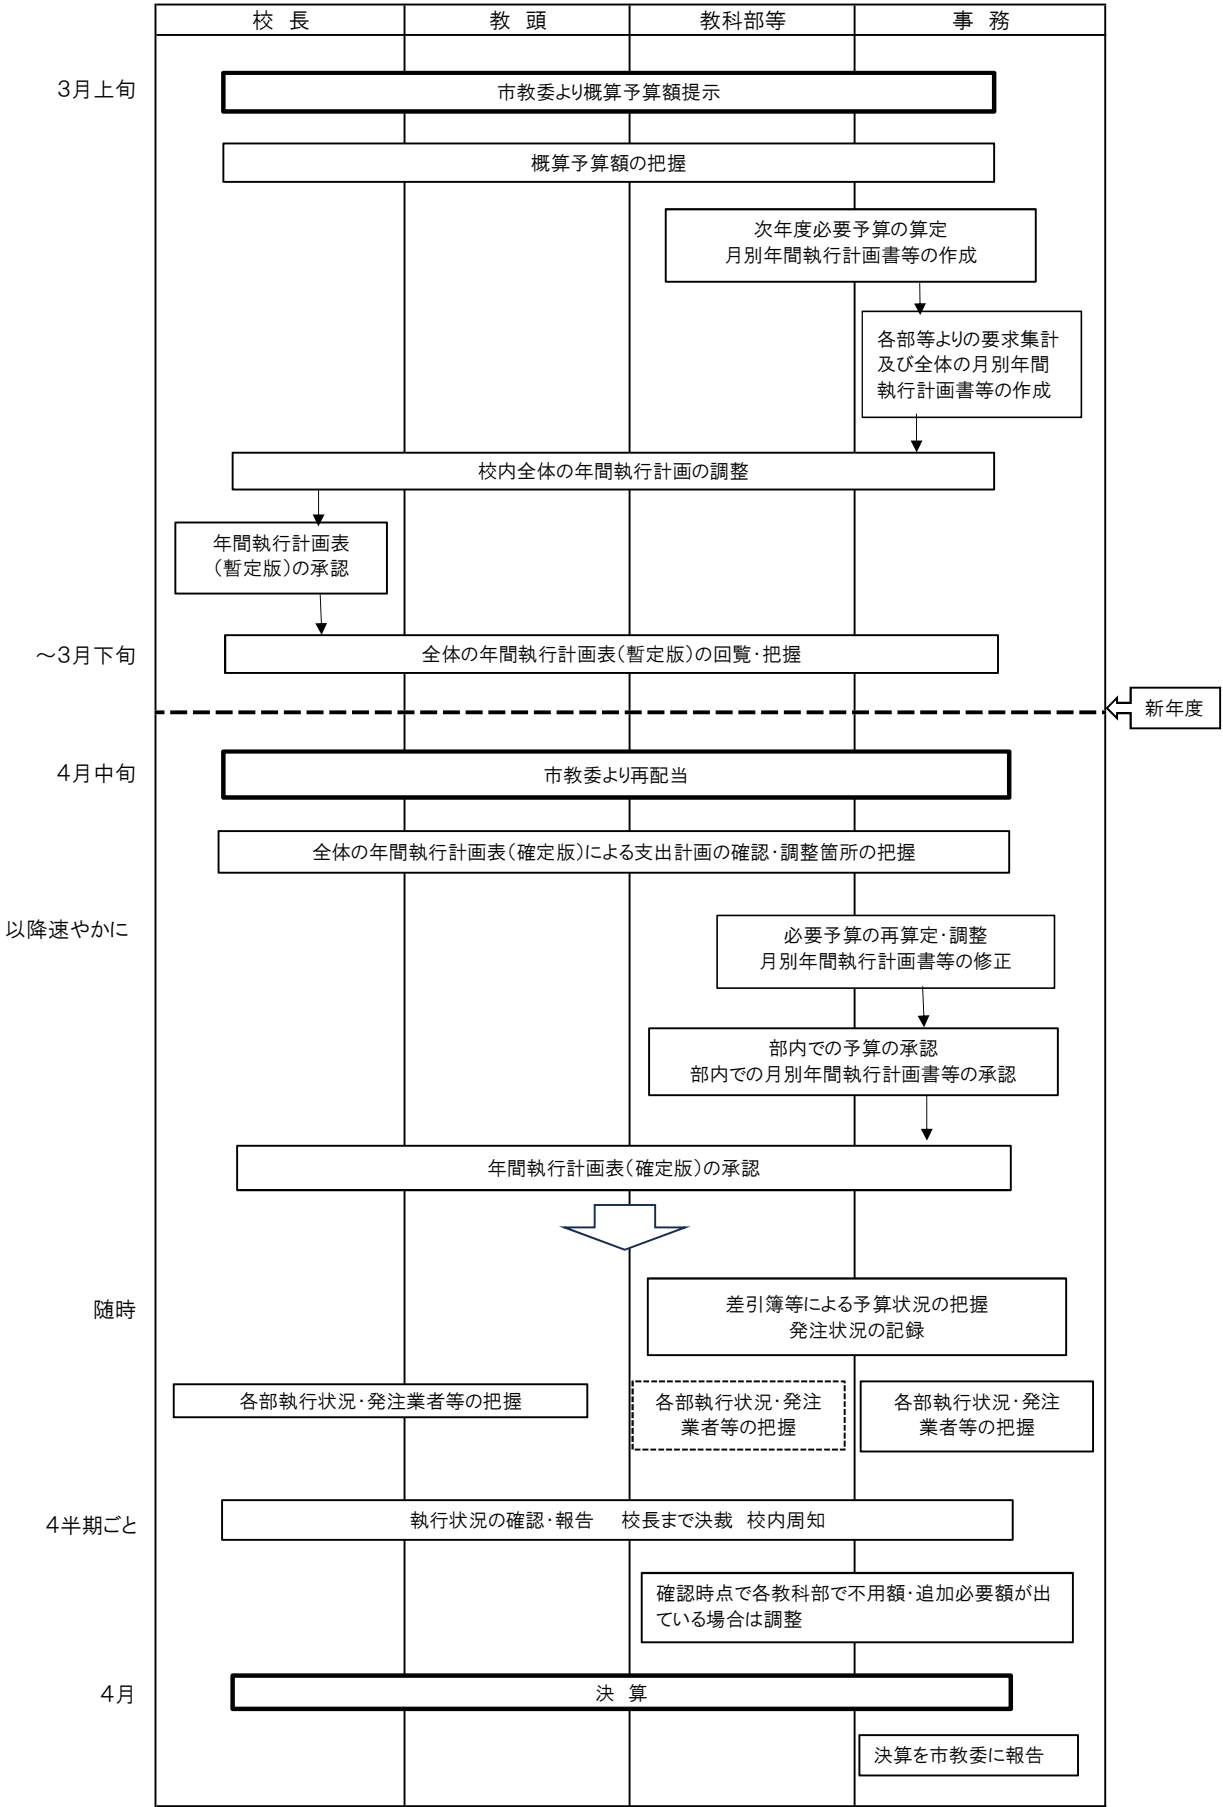 校 長　教 頭　教科部等　事 務
3月上旬
市教委より概算予算額提示
概算予算額の把握
次年度必要予算の算定
月別年間執行計画書等の作成
各部等よりの要求集計
及び全体の月別年間
執行計画書等の作成
校内全体の年間執行計画の調整
年間執行計画表
（暫定版）の承認
～3月下旬
全体の年間執行計画表（暫定版）の回覧・把握
新年度
4月中旬
市教委より再配当
全体の年間執行計画表（確定版）による支出計画の確認・調整箇所の把握
以降速やかに
必要予算の再算定・調整
月別年間執行計画書等の修正
部内での予算の承認
部内での月別年間執行計画書等の承認
年間執行計画表（確定版）の承認
随時
差引簿等による予算状況の把握
発注状況の記録
各部執行状況・発注業者等の把握
各部執行状況・発注
業者等の把握
各部執行状況・発注
業者等の把握
4半期ごと
執行状況の確認・報告　校長まで決裁 校内周知
確認時点で各教科部で不用額・追加必要額が出
ている場合は調整
4月
決 算
決算を市教委に報告